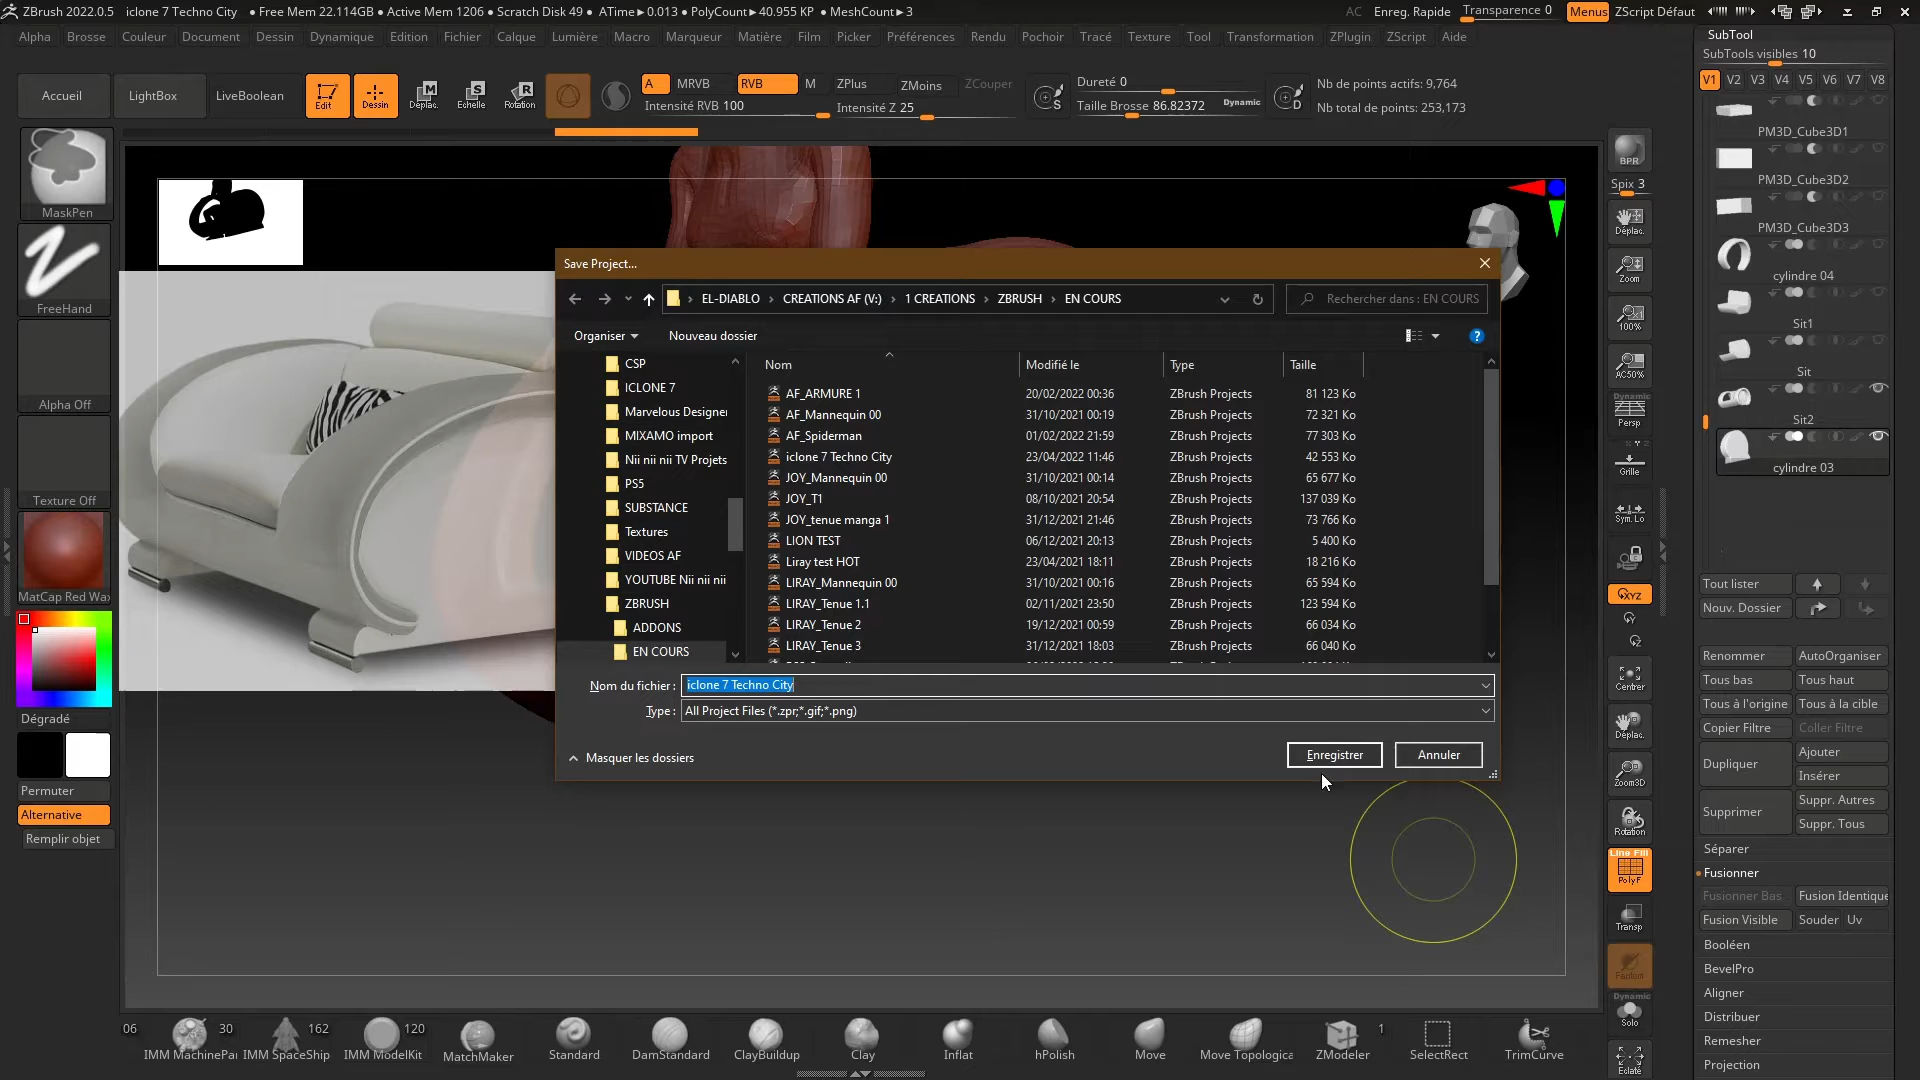 ZBrush 2022.0.5 iclone 7 Techno City • Free Mem 22.114GB • Active Mem 1206 • Scratch Disk 49 • ATime►0.013 • PolyCount►40.955 KP • MeshCount►3 AC Enreg. Rapide Transparence 0 Menus ZScript Défaut
Alpha Brosse Couleur Document Dessin Dynamique Edition Fichier Calque Lumière Macro Marqueur Matière Film Picker Préférences Rendu Pochoir Tracé Texture Tool Transformation ZPlugin ZScript Aide
Accueil LightBox LiveBoolean Edit Dessin Déplac. Echelle Rotation
A MRVB RVB M ZPlus ZMoins ZCouper
Intensité RVB 100 Intensité Z 25
Dureté 0
Taille Brosse 86.82372 Dynamic
S D
Nb de points actifs: 9,764
Nb total de points: 253,173
MaskPen
FreeHand
Alpha Off
Texture Off
MatCap Red Wax
Dégradé
Permuter
Alternative
Remplir objet
Save Project...
EL-DIABLO › CREATIONS AF (V:) › 1 CREATIONS › ZBRUSH › EN COURS
Rechercher dans : EN COURS
Organiser Nouveau dossier
CSP
ICLONE 7
Marvelous Designer
MIXAMO import
Nii nii nii TV Projets
PS5
SUBSTANCE
Textures
VIDEOS AF
YOUTUBE Nii nii nii
ZBRUSH
ADDONS
EN COURS
Nom Modifié le Type Taille
AF_ARMURE 1 20/02/2022 00:36 ZBrush Projects 81 123 Ko
AF_Mannequin 00 31/10/2021 00:19 ZBrush Projects 72 321 Ko
AF_Spiderman 01/02/2022 21:59 ZBrush Projects 77 303 Ko
iclone 7 Techno City 23/04/2022 11:46 ZBrush Projects 42 553 Ko
JOY_Mannequin 00 31/10/2021 00:14 ZBrush Projects 65 677 Ko
JOY_T1 08/10/2021 20:54 ZBrush Projects 137 039 Ko
JOY_tenue manga 1 31/12/2021 21:46 ZBrush Projects 73 766 Ko
LION TEST 06/12/2021 20:13 ZBrush Projects 5 400 Ko
Liray test HOT 23/04/2021 18:11 ZBrush Projects 18 216 Ko
LIRAY_Mannequin 00 31/10/2021 00:16 ZBrush Projects 65 594 Ko
LIRAY_Tenue 1.1 02/11/2021 23:50 ZBrush Projects 123 594 Ko
LIRAY_Tenue 2 19/12/2021 00:59 ZBrush Projects 66 034 Ko
LIRAY_Tenue 3 31/12/2021 18:03 ZBrush Projects 66 040 Ko
Nom du fichier : iclone 7 Techno City
Type : All Project Files (*.zpr;*.gif;*.png)
Masquer les dossiers
Enregistrer Annuler
BPR
Spix 3
Déplac.
Zoom
100%
AC50%
Dynamic
Persp
Grille
Sym. Lo
XYZ
Centrer
Déplac.
Zoom3D
Rotation
Line Fill
PolyF
Transp
Dynamic
Solo
Eclaté
SubTool
SubTools visibles 10
V1 V2 V3 V4 V5 V6 V7 V8
PM3D_Cube3D1
PM3D_Cube3D2
PM3D_Cube3D3
cylindre 04
Sit1
Sit
Sit2
cylindre 03
Tout lister
Nouv. Dossier
Renommer AutoOrganiser
Tous bas Tous haut
Tous à l'origine Tous à la cible
Copier Filtre Coller Filtre
Dupliquer Ajouter
Insérer
Supprimer Suppr. Autres
Suppr. Tous
Séparer
Fusionner
Fusionner Bas Fusion Identique
Fusion Visible Souder Uv
Booléen
BevelPro
Aligner
Distribuer
Remesher
Projection
06 30 162 120 1
IMM MachinePar IMM SpaceShip IMM ModelKit MatchMaker Standard DamStandard ClayBuildup Clay Inflat hPolish Move Move Topologica ZModeler SelectRect TrimCurve